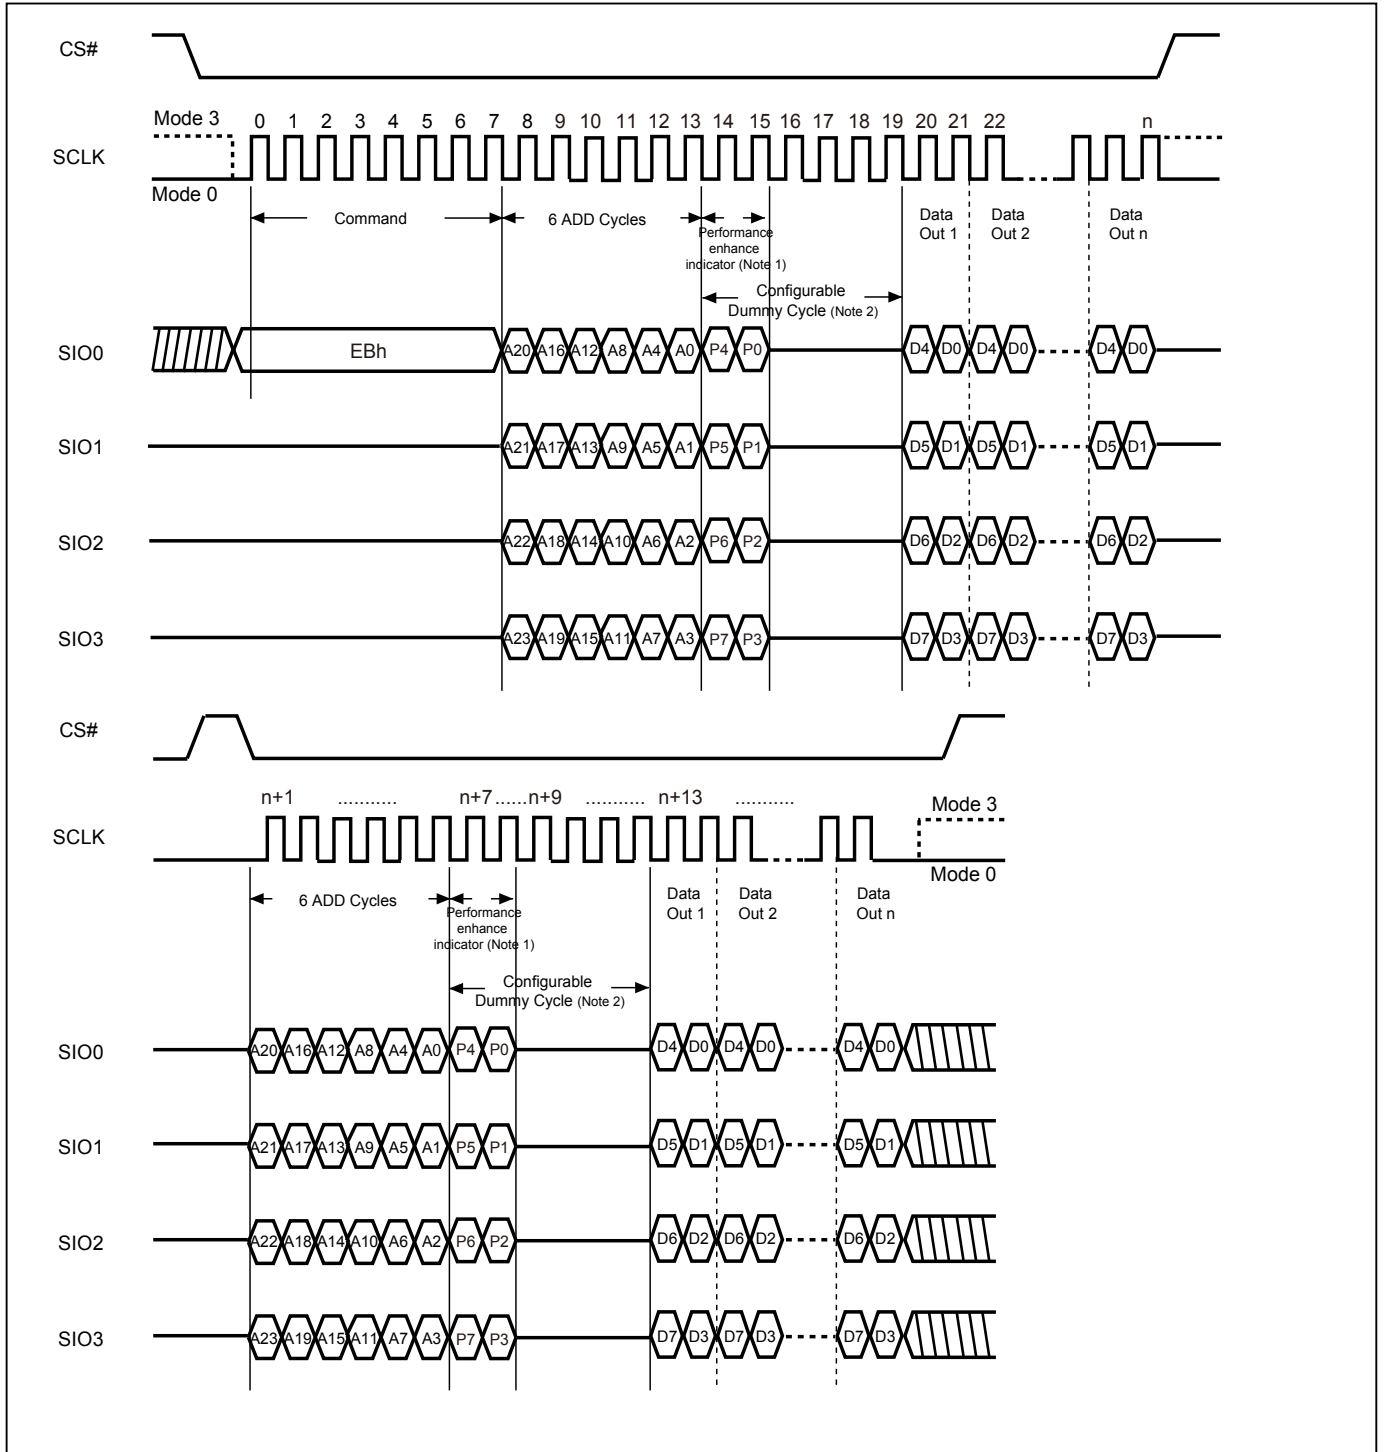 CS#
Mode 3
0 1 2 3 4 5 6 7 8 9 10 11 12 13 14 15 16 17 18 19 20 21 22 n
SCLK
Mode 0
Command
6 ADD Cycles
Performance
enhance
indicator (Note 1)
Data
Out 1
Data
Out 2
Data
Out n
Configurable
Dummy Cycle (Note 2)
SIO0 EBh A20 A16 A12 A8 A4 A0 P4 P0 D4 D0 D4 D0 D4 D0
SIO1 A21 A17 A13 A9 A5 A1 P5 P1 D5 D1 D5 D1 D5 D1
SIO2 A22 A18 A14 A10 A6 A2 P6 P2 D6 D2 D6 D2 D6 D2
SIO3 A23 A19 A15 A11 A7 A3 P7 P3 D7 D3 D7 D3 D7 D3
CS#
n+1 ........... n+7......n+9 ........... n+13 ...........
Mode 3
SCLK
Mode 0
6 ADD Cycles
Performance
enhance
indicator (Note 1)
Data
Out 1
Data
Out 2
Data
Out n
Configurable
Dummy Cycle (Note 2)
SIO0 A20 A16 A12 A8 A4 A0 P4 P0 D4 D0 D4 D0 D4 D0
SIO1 A21 A17 A13 A9 A5 A1 P5 P1 D5 D1 D5 D1 D5 D1
SIO2 A22 A18 A14 A10 A6 A2 P6 P2 D6 D2 D6 D2 D6 D2
SIO3 A23 A19 A15 A11 A7 A3 P7 P3 D7 D3 D7 D3 D7 D3